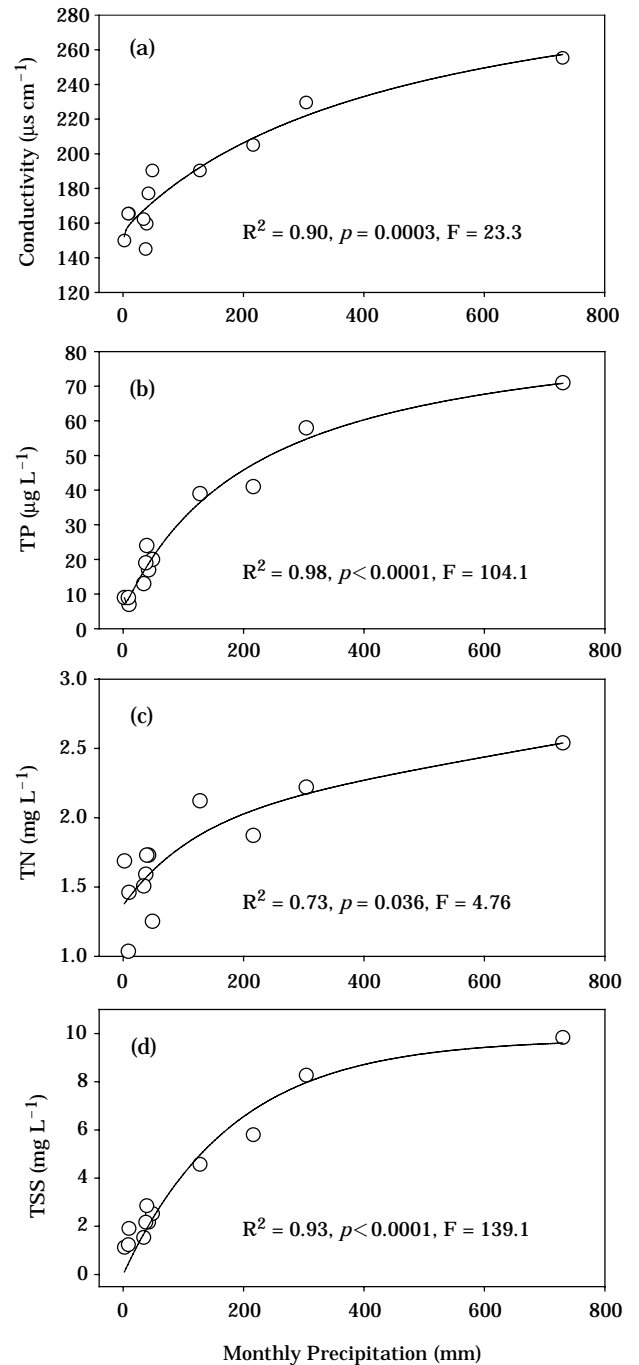 280
260
240
220
200
180
160
140
120
Conductivity (μs cm⁻¹)
(a)
R² = 0.90, p = 0.0003, F = 23.3
0 200 400 600 800
80
70
60
50
40
30
20
10
0
TP (μg L⁻¹)
(b)
R² = 0.98, p< 0.0001, F = 104.1
0 200 400 600 800
3.0
2.5
2.0
1.5
1.0
TN (mg L⁻¹)
(c)
R² = 0.73, p = 0.036, F = 4.76
0 200 400 600 800
10
8
6
4
2
0
TSS (mg L⁻¹)
(d)
R² = 0.93, p< 0.0001, F = 139.1
0 200 400 600 800
Monthly Precipitation (mm)